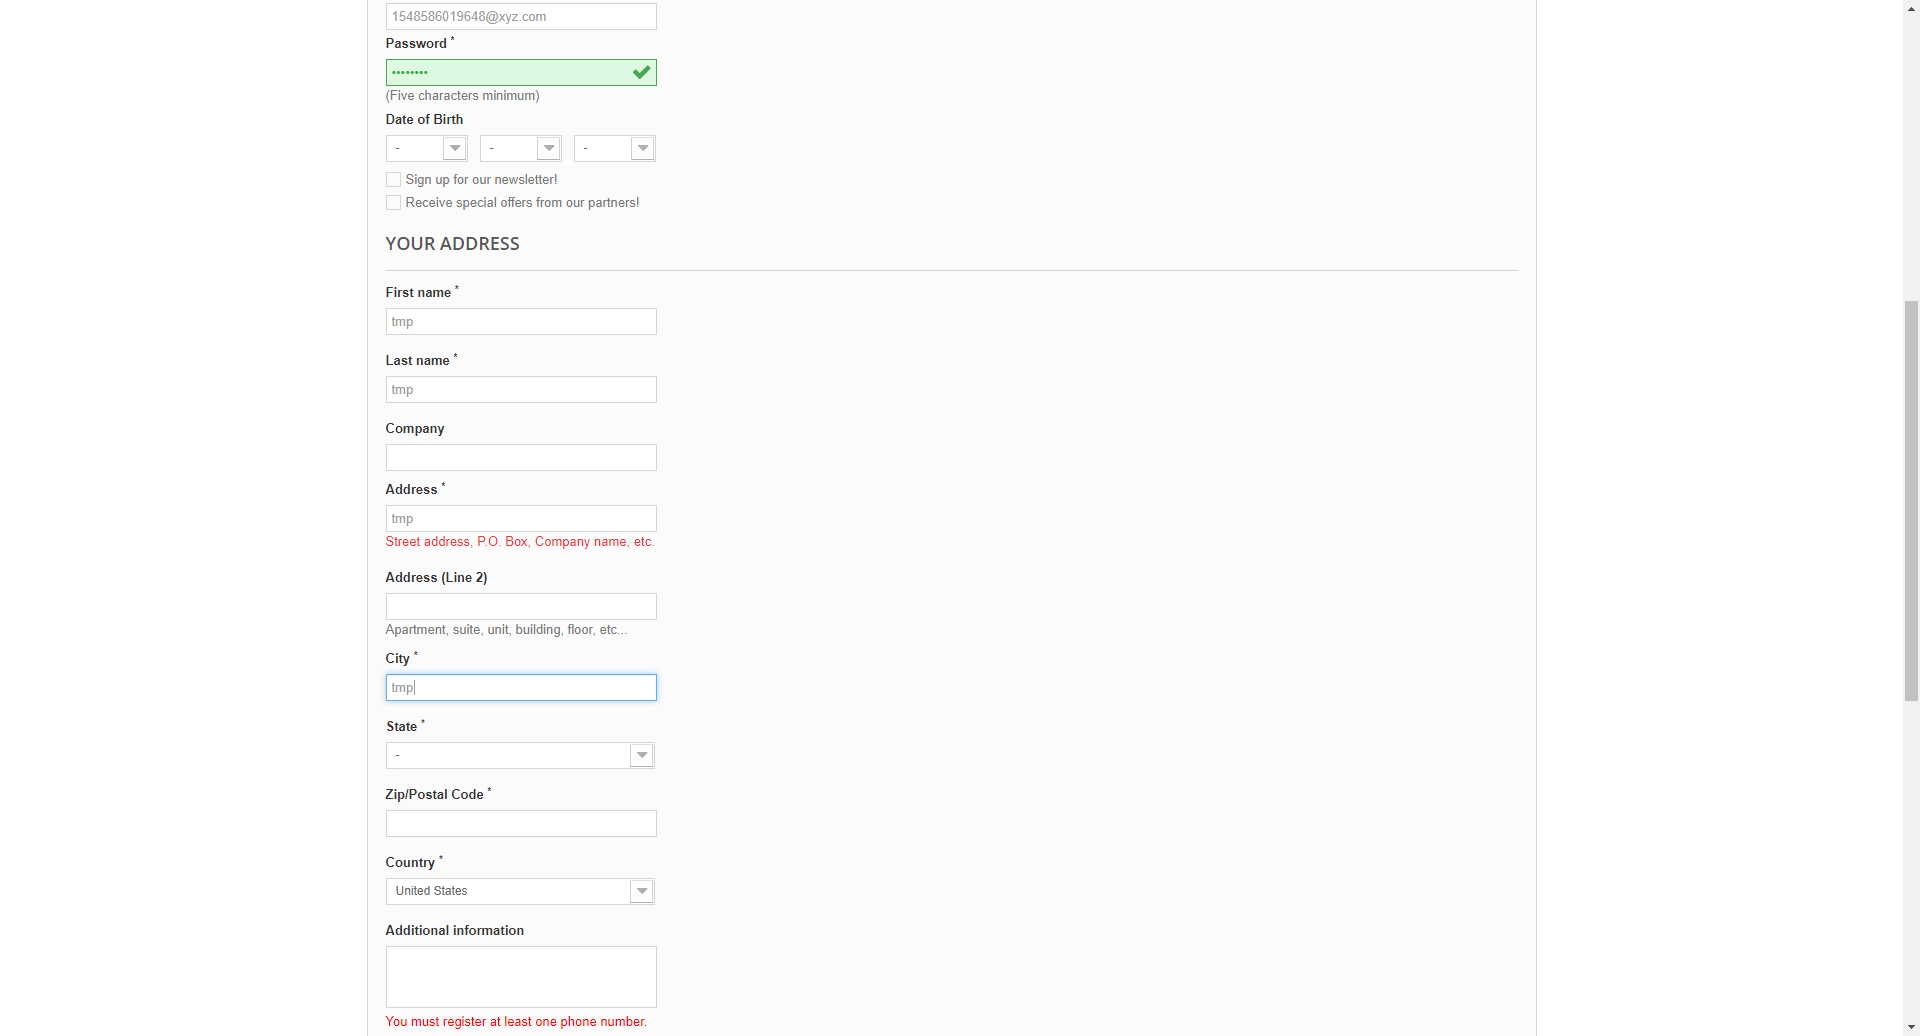 1548586019648@xyz.com
Password *
••••••••
(Five characters minimum)
Date of Birth
- - -
Sign up for our newsletter!
Receive special offers from our partners!
YOUR ADDRESS
First name *
tmp
Last name *
tmp
Company
Address *
tmp
Street address, P.O. Box, Company name, etc.
Address (Line 2)
Apartment, suite, unit, building, floor, etc...
City *
tmp
State *
-
Zip/Postal Code *
Country *
United States
Additional information
You must register at least one phone number.